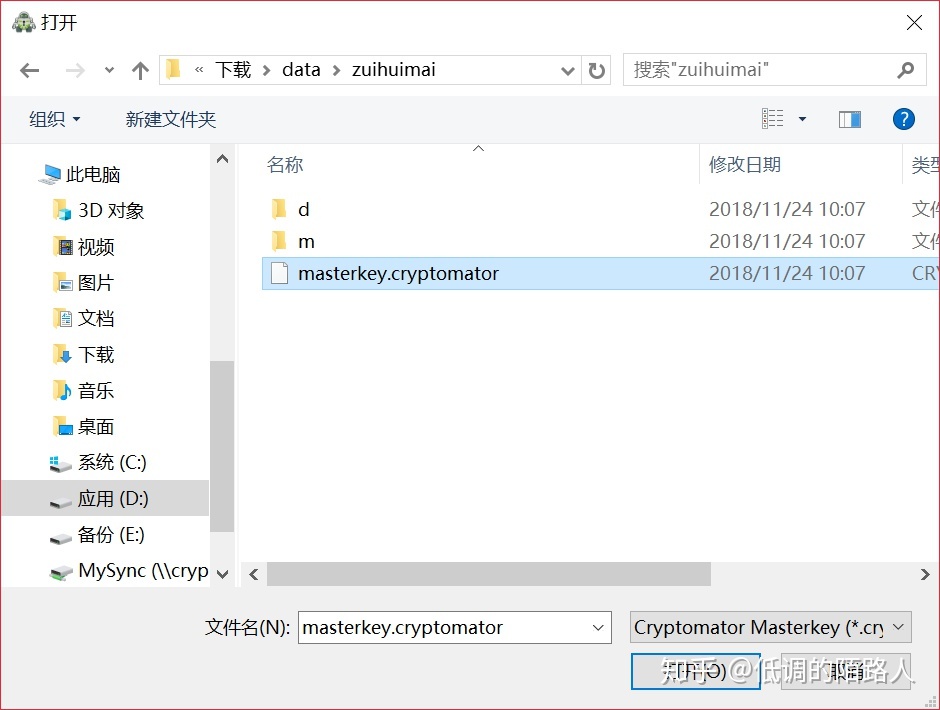 打开
« 下载 › data › zuihuimai
搜索"zuihuimai"
组织 新建文件夹
名称 修改日期 类型
此电脑
3D 对象
视频
图片
文档
下载
音乐
桌面
系统 (C:)
应用 (D:)
备份 (E:)
MySync (\\cryp
d 2018/11/24 10:07 文件
m 2018/11/24 10:07 文件
masterkey.cryptomator 2018/11/24 10:07 CRY
文件名(N): masterkey.cryptomator Cryptomator Masterkey (*.cry
打开(O) 取消
知乎 @低调的陌路人